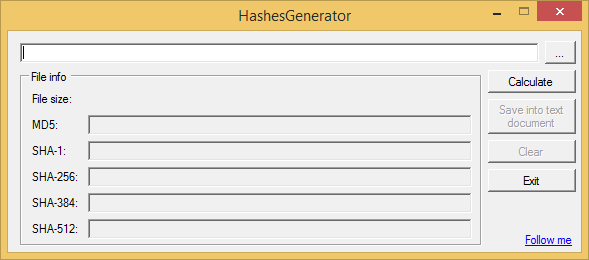 HashesGenerator
...
File info
Calculate
File size:
Save into text
document
MD5:
SHA-1:
Clear
SHA-256:
Exit
SHA-384:
SHA-512:
Follow me